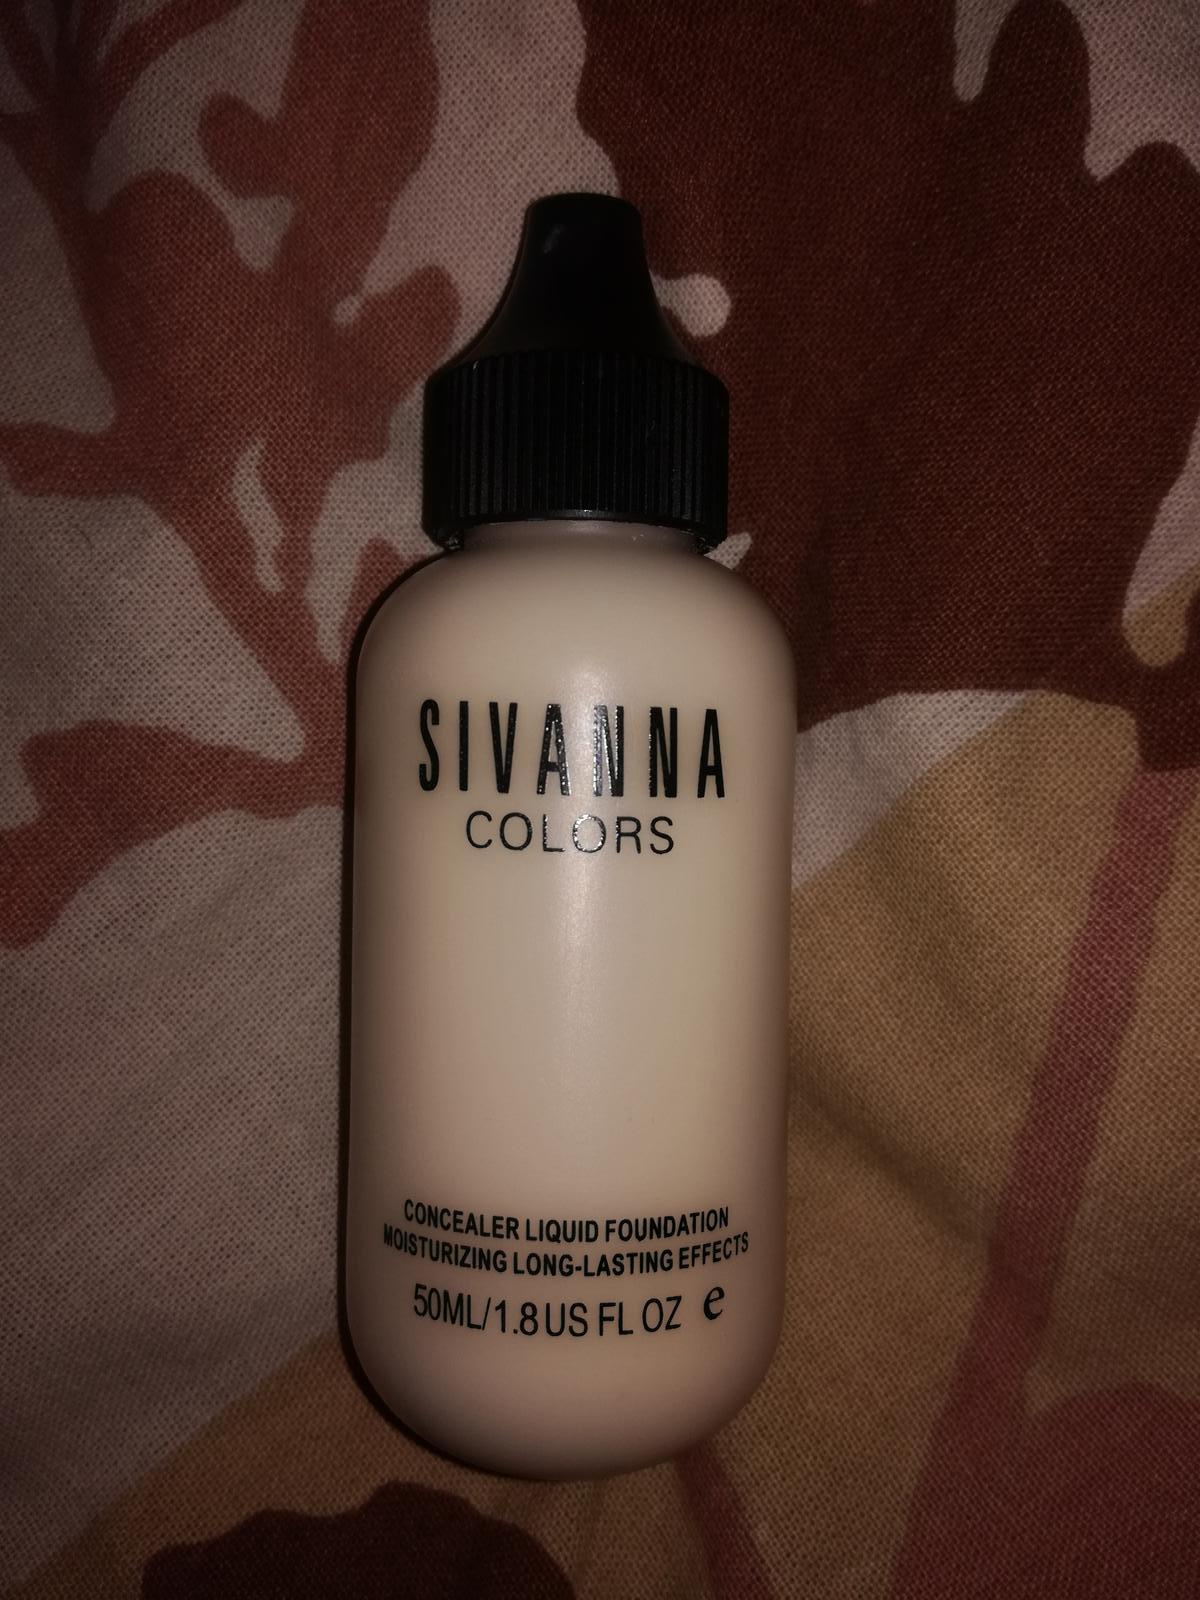 SIVANNA
COLORS
CONCEALER LIQUID FOUNDATION
MOISTURIZING LONG-LASTING EFFECTS
50ML/1.8 US FL OZ e